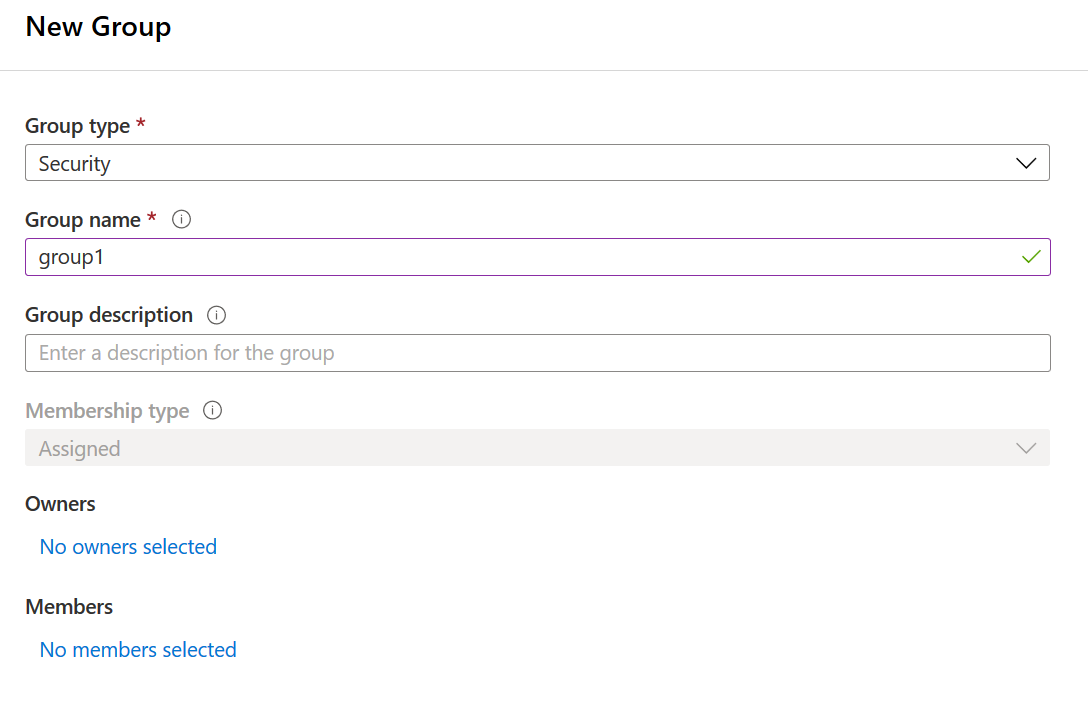 New Group
Group type *
Security
Group name *
group1
Group description
Enter a description for the group
Membership type
Assigned
Owners
No owners selected
Members
No members selected